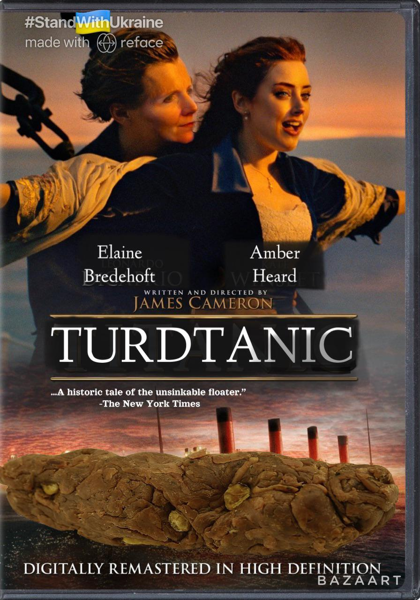 #StandWithUkraine
made with reface
Elaine Amber
Bredehoft Heard
WRITTEN AND DIRECTED BY
JAMES CAMERON
TURDTANIC
...A historic tale of the unsinkable floater."
-The New York Times
DIGITALLY REMASTERED IN HIGH DEFINITION
BAZAART